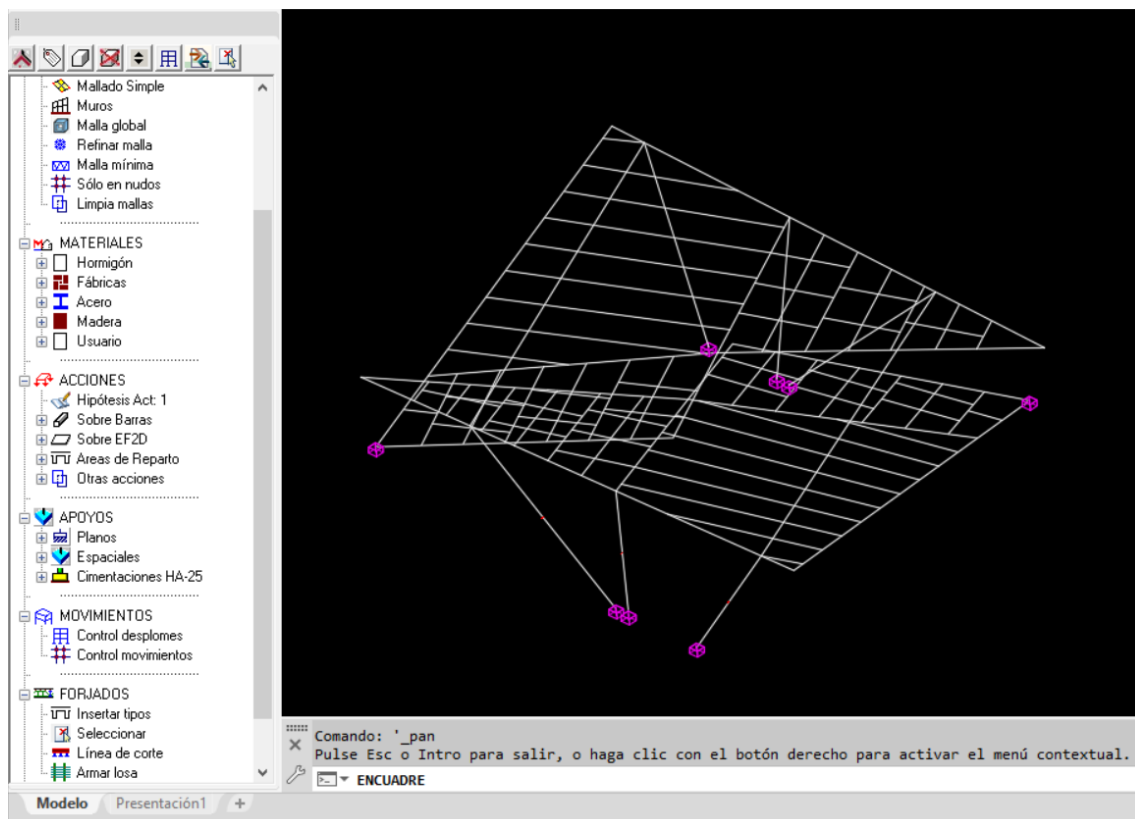 Mallado Simple
Muros
Malla global
Refinar malla
Malla mínima
Sólo en nudos
Limpia mallas
MATERIALES
Hormigón
Fábricas
Acero
Madera
Usuario
ACCIONES
Hipótesis Act: 1
Sobre Barras
Sobre EF2D
Areas de Reparto
Otras acciones
APOYOS
Planos
Espaciales
Cimentaciones HA-25
MOVIMIENTOS
Control desplomes
Control movimientos
FORJADOS
Insertar tipos
Seleccionar
Línea de corte
Armar losa
Comando: '_pan
Pulse Esc o Intro para salir, o haga clic con el botón derecho para activar el menú contextual.
ENCUADRE
Modelo Presentación1 +